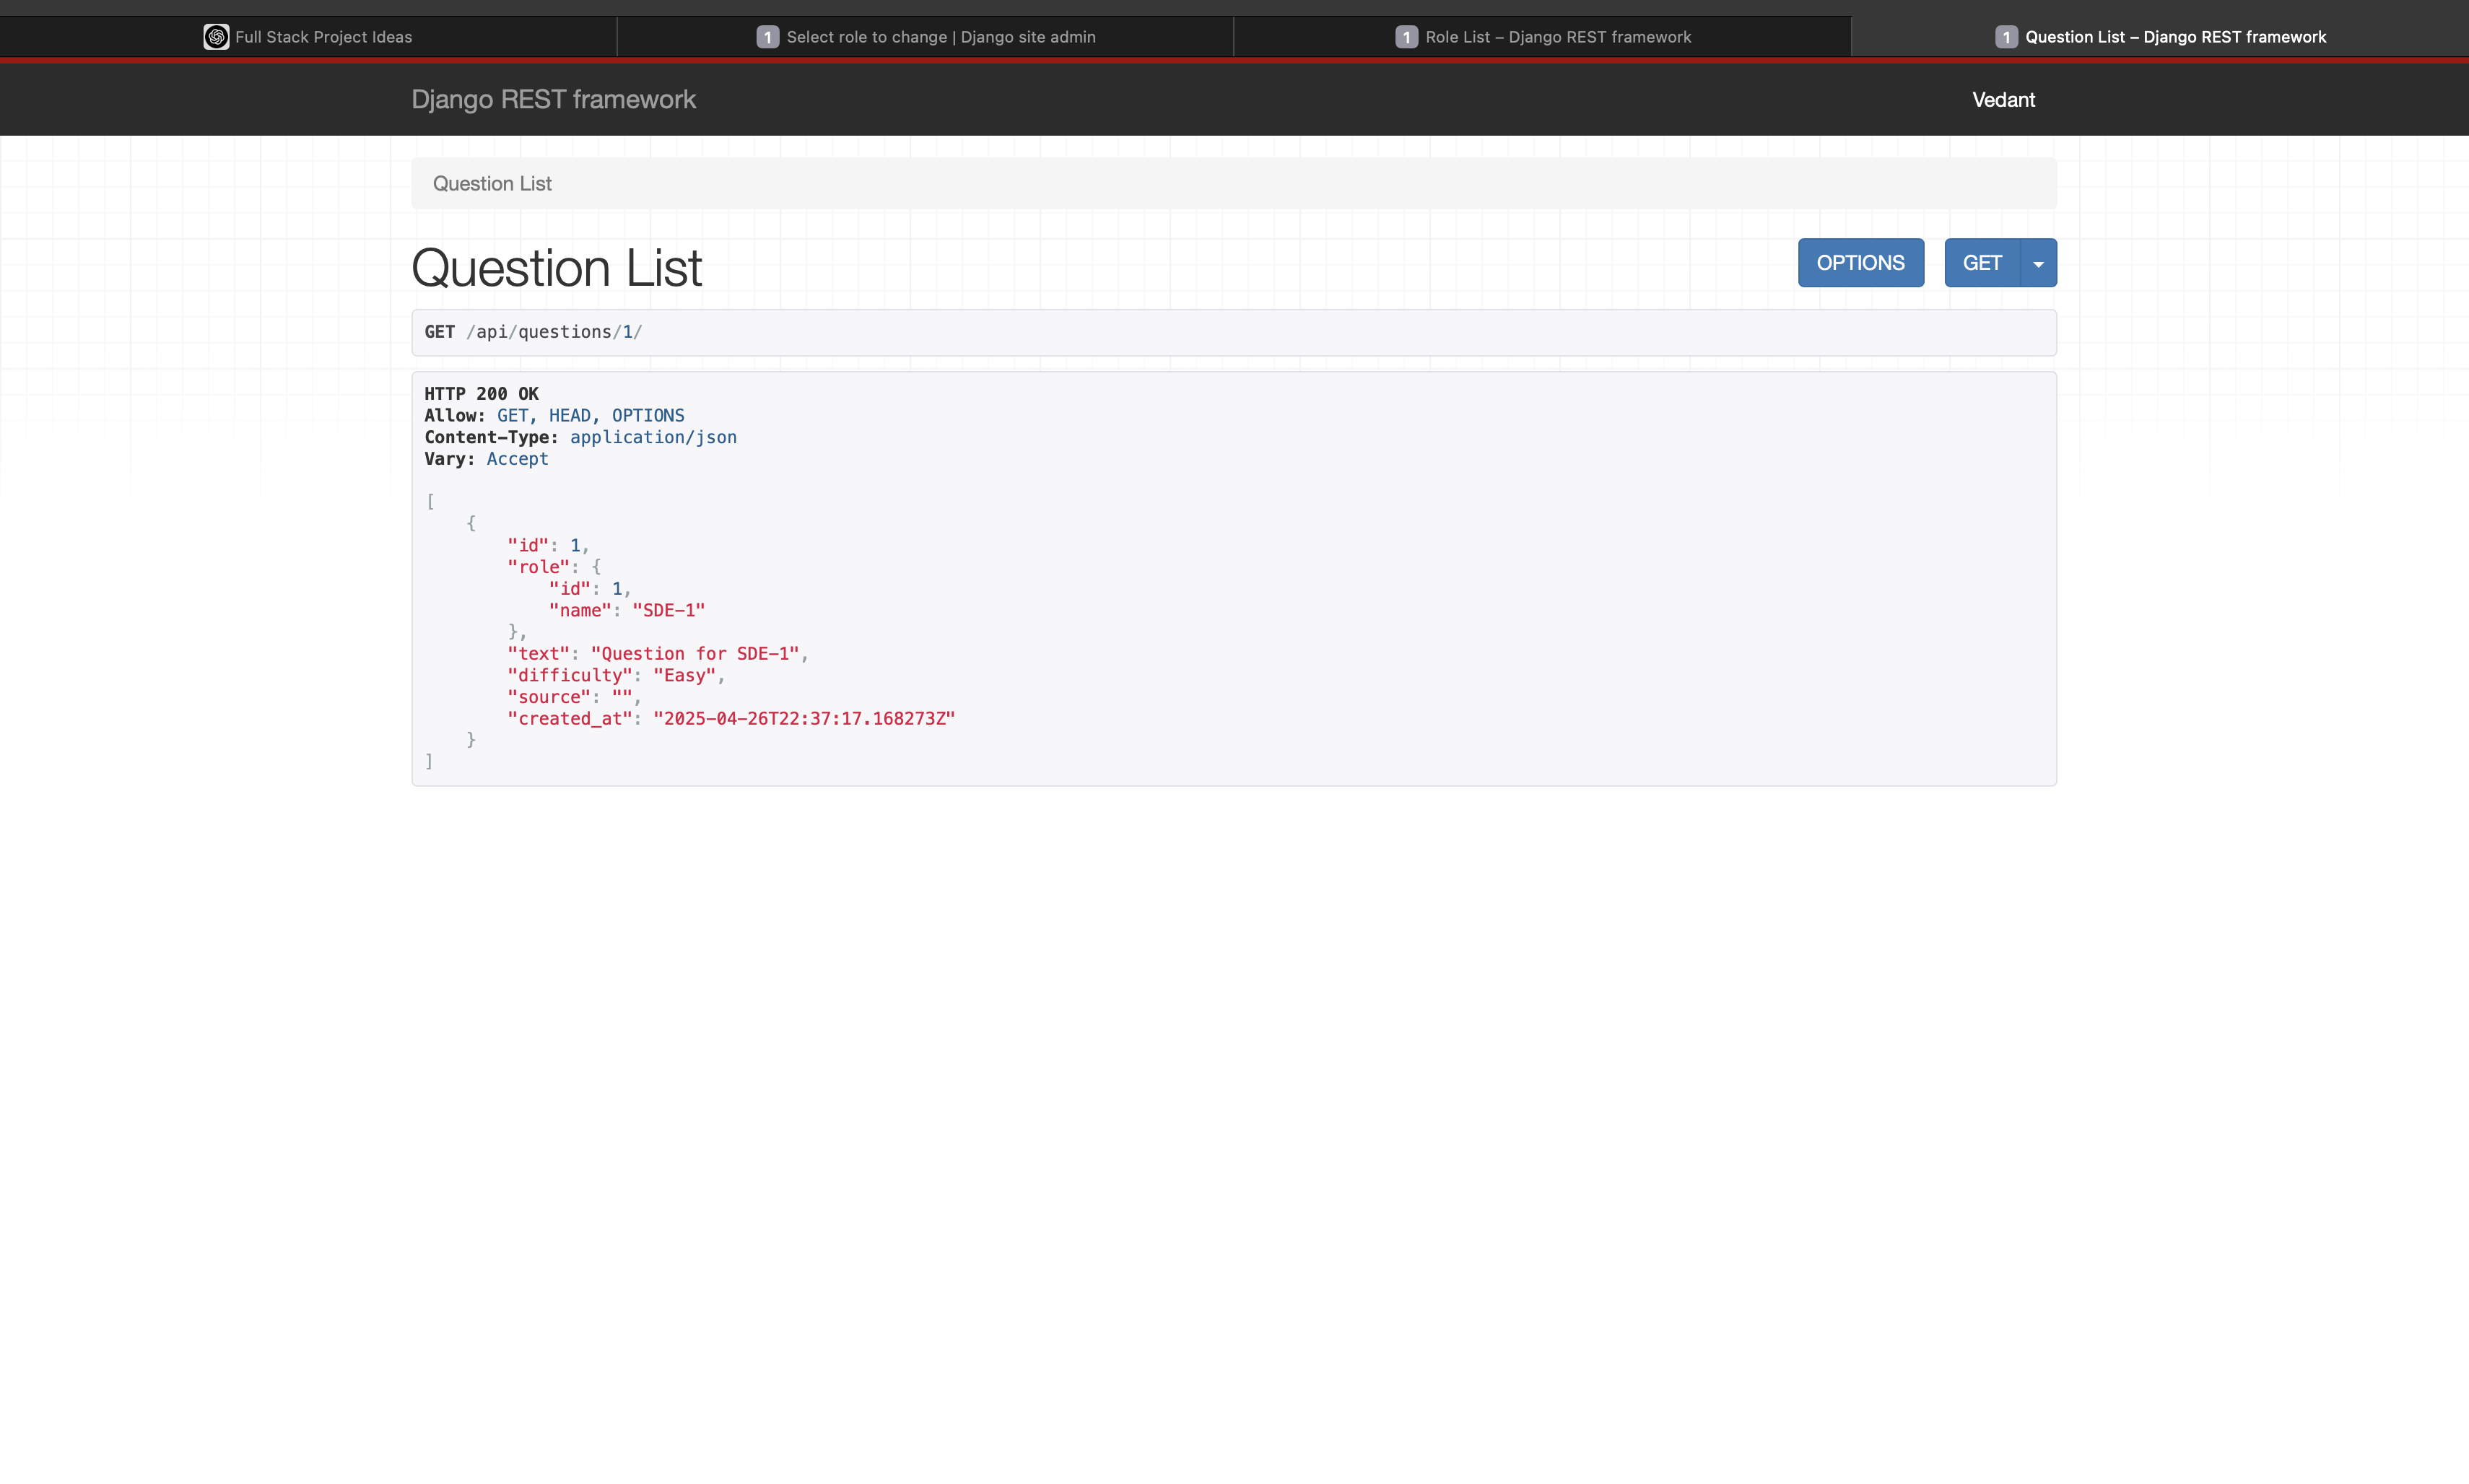 Full Stack Project Ideas
1 Select role to change | Django site admin
1 Role List – Django REST framework
1 Question List – Django REST framework
Django REST framework
Vedant
Question List
Question List
OPTIONS
GET
GET /api/questions/1/
HTTP 200 OK
Allow: GET, HEAD, OPTIONS
Content-Type: application/json
Vary: Accept
[
    {
        "id": 1,
        "role": {
            "id": 1,
            "name": "SDE-1"
        },
        "text": "Question for SDE-1",
        "difficulty": "Easy",
        "source": "",
        "created_at": "2025-04-26T22:37:17.168273Z"
    }
]